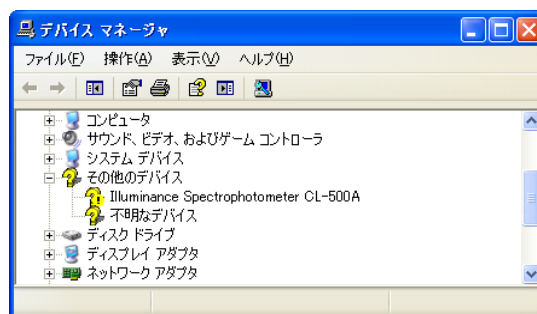 デバイス マネージャ
ファイル(F) 操作(A) 表示(V) ヘルプ(H)
コンピュータ
サウンド、ビデオ、およびゲーム コントローラ
システム デバイス
その他のデバイス
Illuminance Spectrophotometer CL-500A
不明なデバイス
ディスク ドライブ
ディスプレイ アダプタ
ネットワーク アダプタ